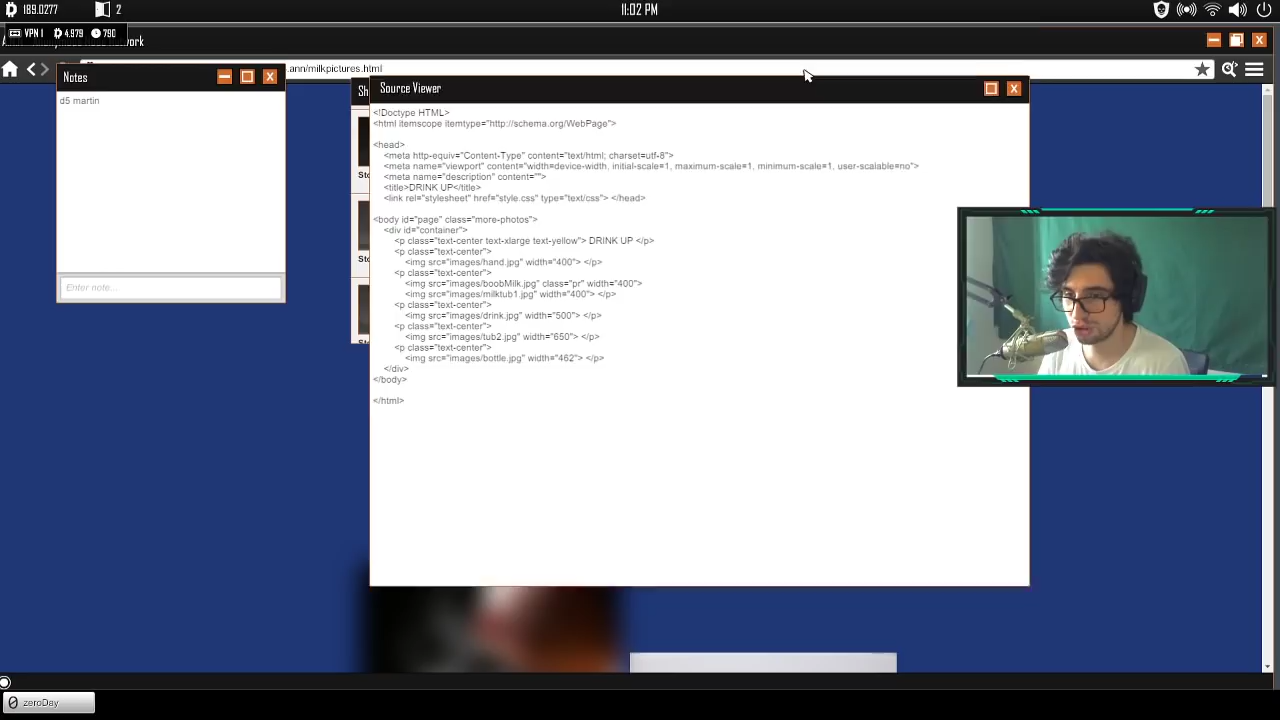 189.0277
2
11:02 PM
VPN I
4.979
790
.ann/milkpictures.html
Notes
d5 martin
Enter note...
Source Viewer
<!Doctype HTML>
<html itemscope itemtype="http://schema.org/WebPage">
<head>
<meta http-equiv="Content-Type" content="text/html; charset=utf-8">
<meta name="viewport" content="width=device-width, initial-scale=1, maximum-scale=1, minimum-scale=1, user-scalable=no">
<meta name="description" content="">
<title>DRINK UP</title>
<link rel="stylesheet" href="style.css" type="text/css"> </head>
<body id="page" class="more-photos">
<div id="container">
<p class="text-center text-xlarge text-yellow"> DRINK UP </p>
<p class="text-center">
<img src="images/hand.jpg" width="400"> </p>
<p class="text-center">
<img src="images/boobMilk.jpg" class="pr" width="400">
<img src="images/milktub1.jpg" width="400"> </p>
<p class="text-center">
<img src="images/drink.jpg" width="500"> </p>
<p class="text-center">
<img src="images/tub2.jpg" width="650"> </p>
<p class="text-center">
<img src="images/bottle.jpg" width="462"> </p>
</div>
</body>
</html>
Sh
Sto
Sto
zeroDay